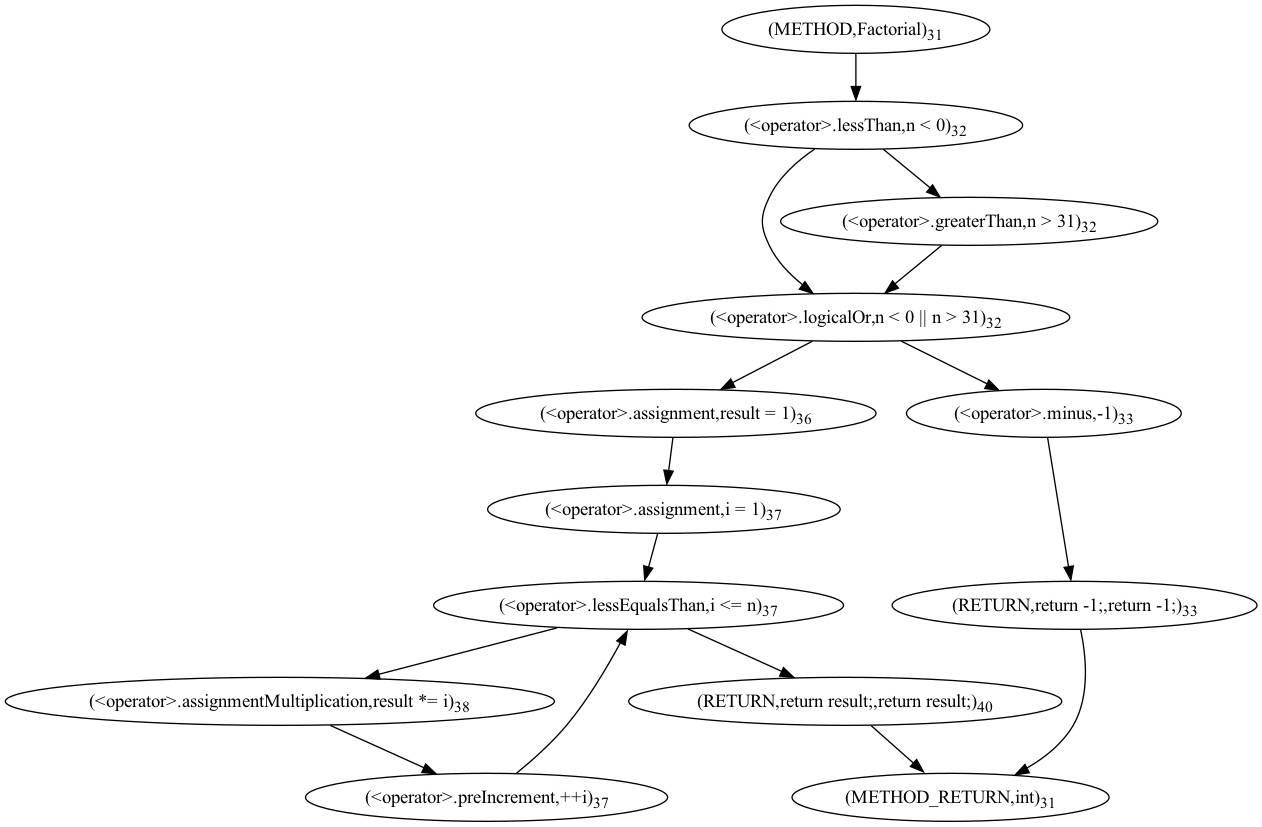 (METHOD,Factorial)31
(<operator>.lessThan,n < 0)32
(<operator>.greaterThan,n > 31)32
(<operator>.logicalOr,n < 0 || n > 31)32
(<operator>.assignment,result = 1)36
(<operator>.minus,-1)33
(<operator>.assignment,i = 1)37
(<operator>.lessEqualsThan,i <= n)37
(RETURN,return -1;,return -1;)33
(<operator>.assignmentMultiplication,result *= i)38
(RETURN,return result;,return result;)40
(<operator>.preIncrement,++i)37
(METHOD_RETURN,int)31